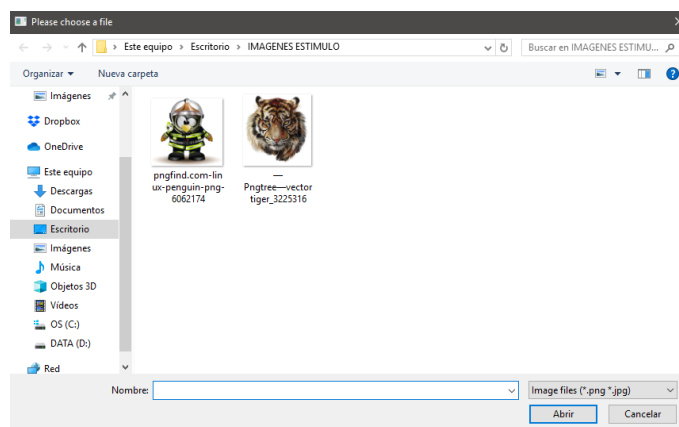 Please choose a file
Este equipo > Escritorio > IMAGENES ESTIMULO
Buscar en IMAGENES ESTIMU...
Organizar
Nueva carpeta
Imágenes
Dropbox
OneDrive
Este equipo
Descargas
Documentos
Escritorio
Imágenes
Música
Objetos 3D
Vídeos
OS (C:)
DATA (D:)
Red
pngfind.com-lin
ux-penguin-png-
6062174
—
Pngtree—vector
tiger_3225316
Nombre:
Image files (*.png *.jpg)
Abrir
Cancelar